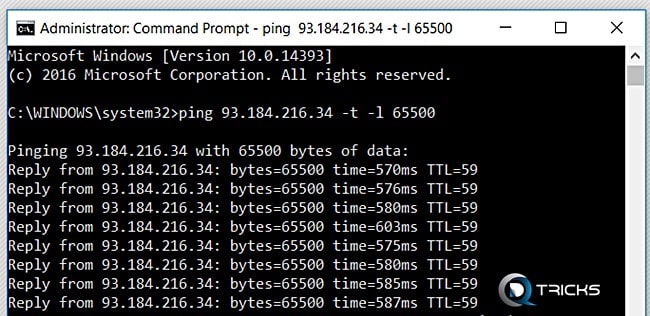 Administrator: Command Prompt - ping  93.184.216.34 -t -l 65500
Microsoft Windows [Version 10.0.14393]
(c) 2016 Microsoft Corporation. All rights reserved.
C:\WINDOWS\system32>ping 93.184.216.34 -t -l 65500
Pinging 93.184.216.34 with 65500 bytes of data:
Reply from 93.184.216.34: bytes=65500 time=570ms TTL=59
Reply from 93.184.216.34: bytes=65500 time=576ms TTL=59
Reply from 93.184.216.34: bytes=65500 time=580ms TTL=59
Reply from 93.184.216.34: bytes=65500 time=603ms TTL=59
Reply from 93.184.216.34: bytes=65500 time=575ms TTL=59
Reply from 93.184.216.34: bytes=65500 time=580ms TTL=59
Reply from 93.184.216.34: bytes=65500 time=585ms TTL=59
Reply from 93.184.216.34: bytes=65500 time=587ms TTL=59
TRICKS